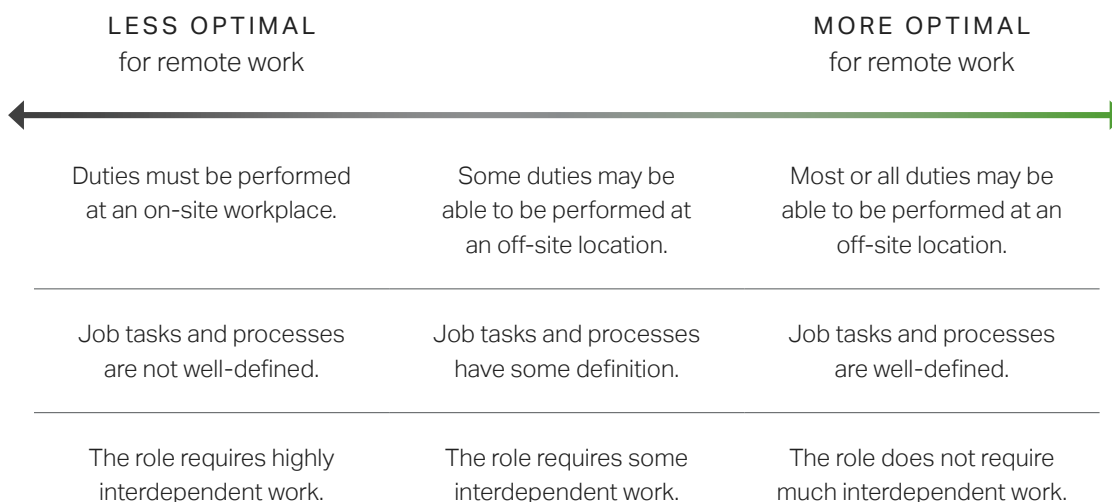 LESS OPTIMAL
for remote work
MORE OPTIMAL
for remote work
Duties must be performed
at an on-site workplace.
Some duties may be
able to be performed at
an off-site location.
Most or all duties may be
able to be performed at an
off-site location.
Job tasks and processes
are not well-defined.
Job tasks and processes
have some definition.
Job tasks and processes
are well-defined.
The role requires highly
interdependent work.
The role requires some
interdependent work.
The role does not require
much interdependent work.